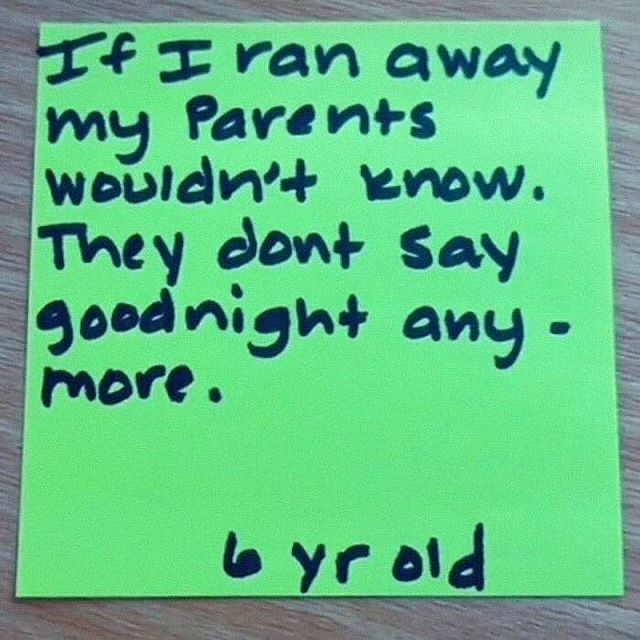 If I ran away
my Parents
wouldn't know.
They dont say
goodnight any-
more.
6 yr old